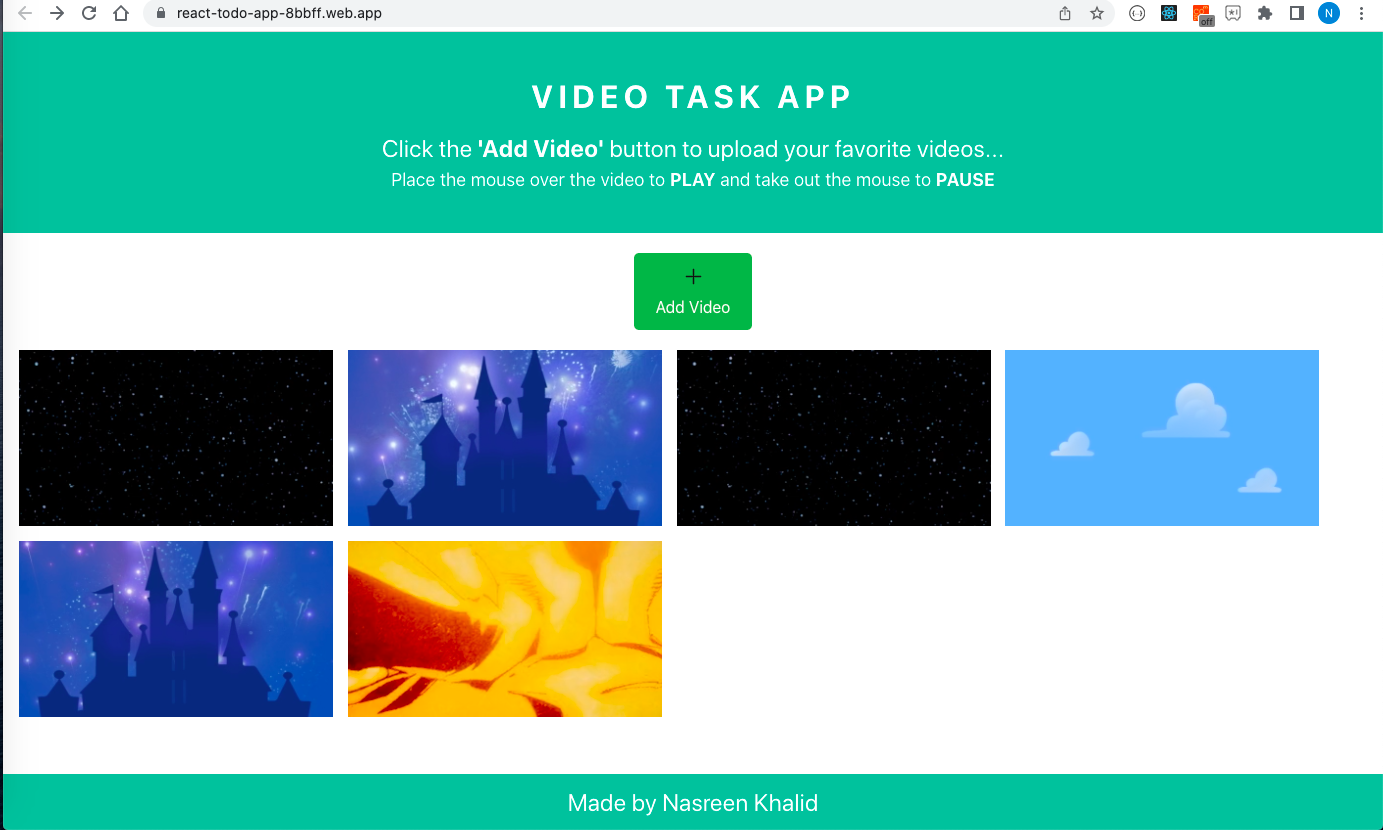 react-todo-app-8bbff.web.app
off
N
VIDEO TASK APP
Click the 'Add Video' button to upload your favorite videos...
Place the mouse over the video to PLAY and take out the mouse to PAUSE
+
Add Video
Made by Nasreen Khalid